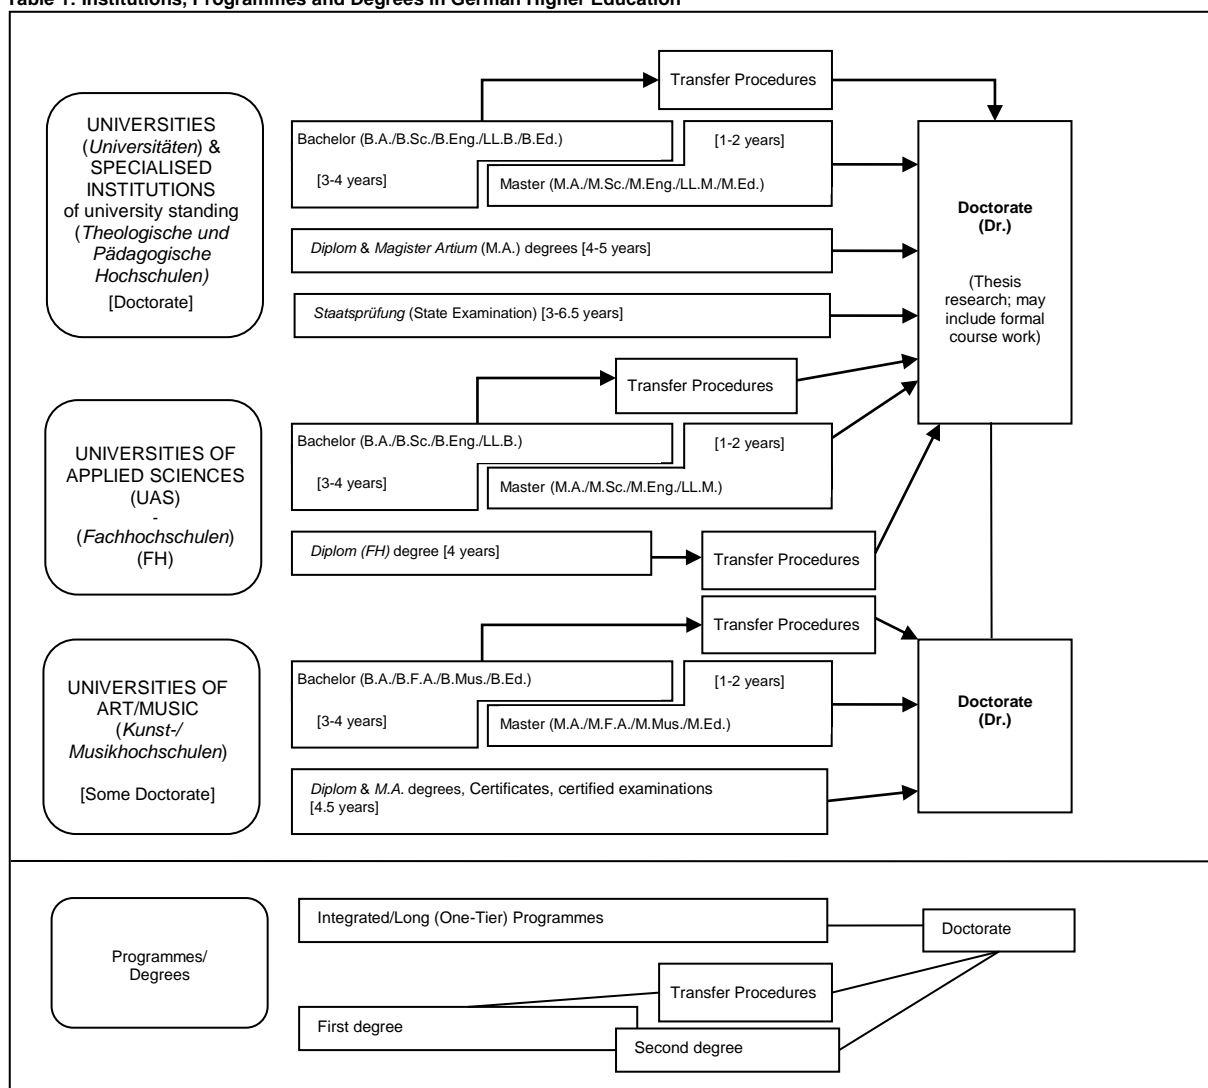 Table 1: Institutions, Programmes and Degrees in German Higher Education
Transfer Procedures
UNIVERSITIES
(Universitäten) &
SPECIALISED
INSTITUTIONS
of university standing
(Theologische und
Pädagogische
Hochschulen)
[Doctorate]
Bachelor (B.A./B.Sc./B.Eng./LL.B./B.Ed.)
[3-4 years]
[1-2 years]
Master (M.A./M.Sc./M.Eng./LL.M./M.Ed.)
Diplom & Magister Artium (M.A.) degrees [4-5 years]
Staatsprüfung (State Examination) [3-6.5 years]
Doctorate
(Dr.)
(Thesis
research; may
include formal
course work)
Transfer Procedures
UNIVERSITIES OF
APPLIED SCIENCES
(UAS)
-
(Fachhochschulen)
(FH)
Bachelor (B.A./B.Sc./B.Eng./LL.B.)
[3-4 years]
[1-2 years]
Master (M.A./M.Sc./M.Eng./LL.M.)
Diplom (FH) degree [4 years]
Transfer Procedures
Transfer Procedures
UNIVERSITIES OF
ART/MUSIC
(Kunst-/
Musikhochschulen)
[Some Doctorate]
Bachelor (B.A./B.F.A./B.Mus./B.Ed.)
[3-4 years]
[1-2 years]
Master (M.A./M.F.A./M.Mus./M.Ed.)
Diplom & M.A. degrees, Certificates, certified examinations
[4.5 years]
Doctorate
(Dr.)
Programmes/
Degrees
Integrated/Long (One-Tier) Programmes
Doctorate
Transfer Procedures
First degree
Second degree